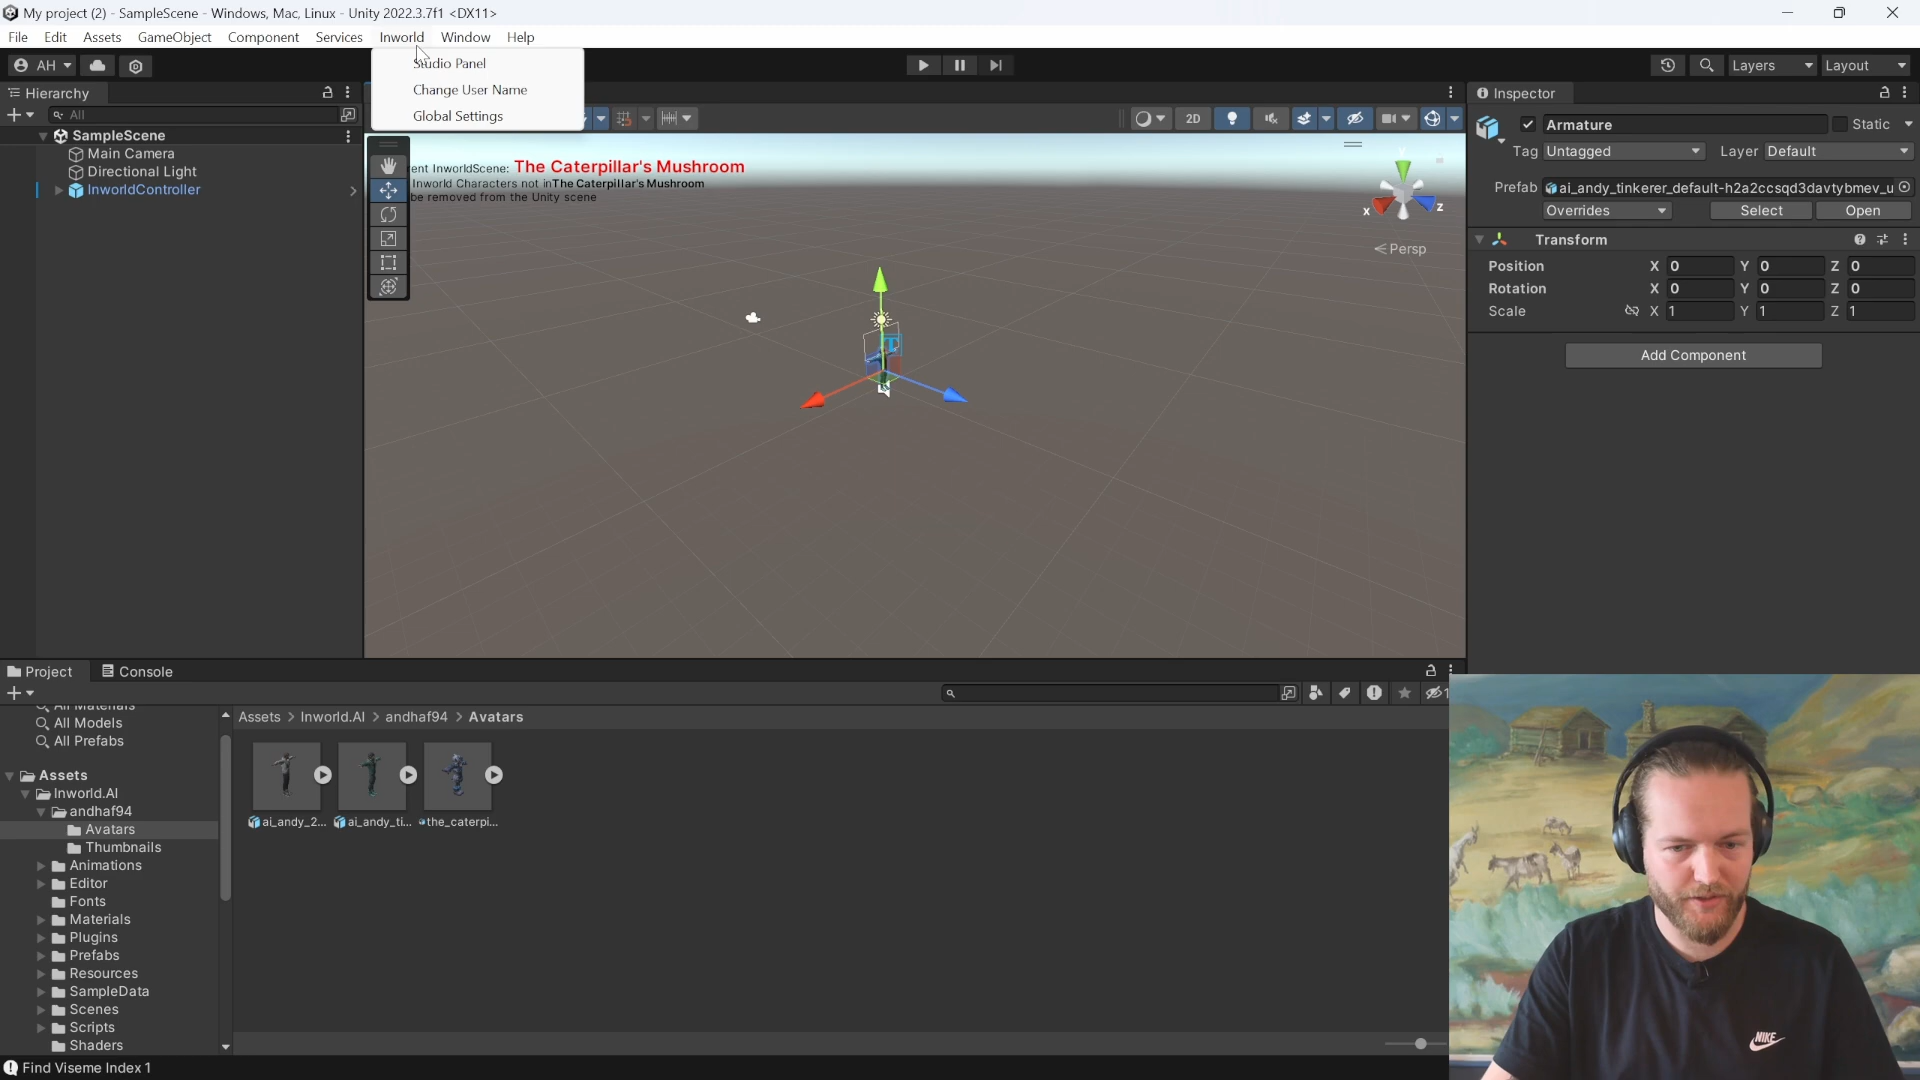 My project (2) - SampleScene - Windows, Mac, Linux - Unity 2022.3.7f1 <DX11>
File Edit Assets GameObject Component Services Inworld Window Help
AH
Layers Layout
Studio Panel
Change User Name
Global Settings
Hierarchy
All
SampleScene
Main Camera
Directional Light
InworldController
2D
ent InworldScene: The Caterpillar's Mushroom
Inworld Characters not inThe Caterpillar's Mushroom
be removed from the Unity scene
x z
Persp
Inspector
Armature Static
Tag Untagged Layer Default
Prefab ai_andy_tinkerer_default-h2a2ccsqd3davtybmev_u
Overrides Select Open
Transform
Position X 0 Y 0 Z 0
Rotation X 0 Y 0 Z 0
Scale X 1 Y 1 Z 1
Add Component
Project Console
All Materials
All Models
All Prefabs
Assets
Inworld.AI
andhaf94
Avatars
Thumbnails
Animations
Editor
Fonts
Materials
Plugins
Prefabs
Resources
SampleData
Scenes
Scripts
Shaders
Assets > Inworld.AI > andhaf94 > Avatars
ai_andy_2... ai_andy_ti... the_caterpi...
1
Find Viseme Index 1
NIKE